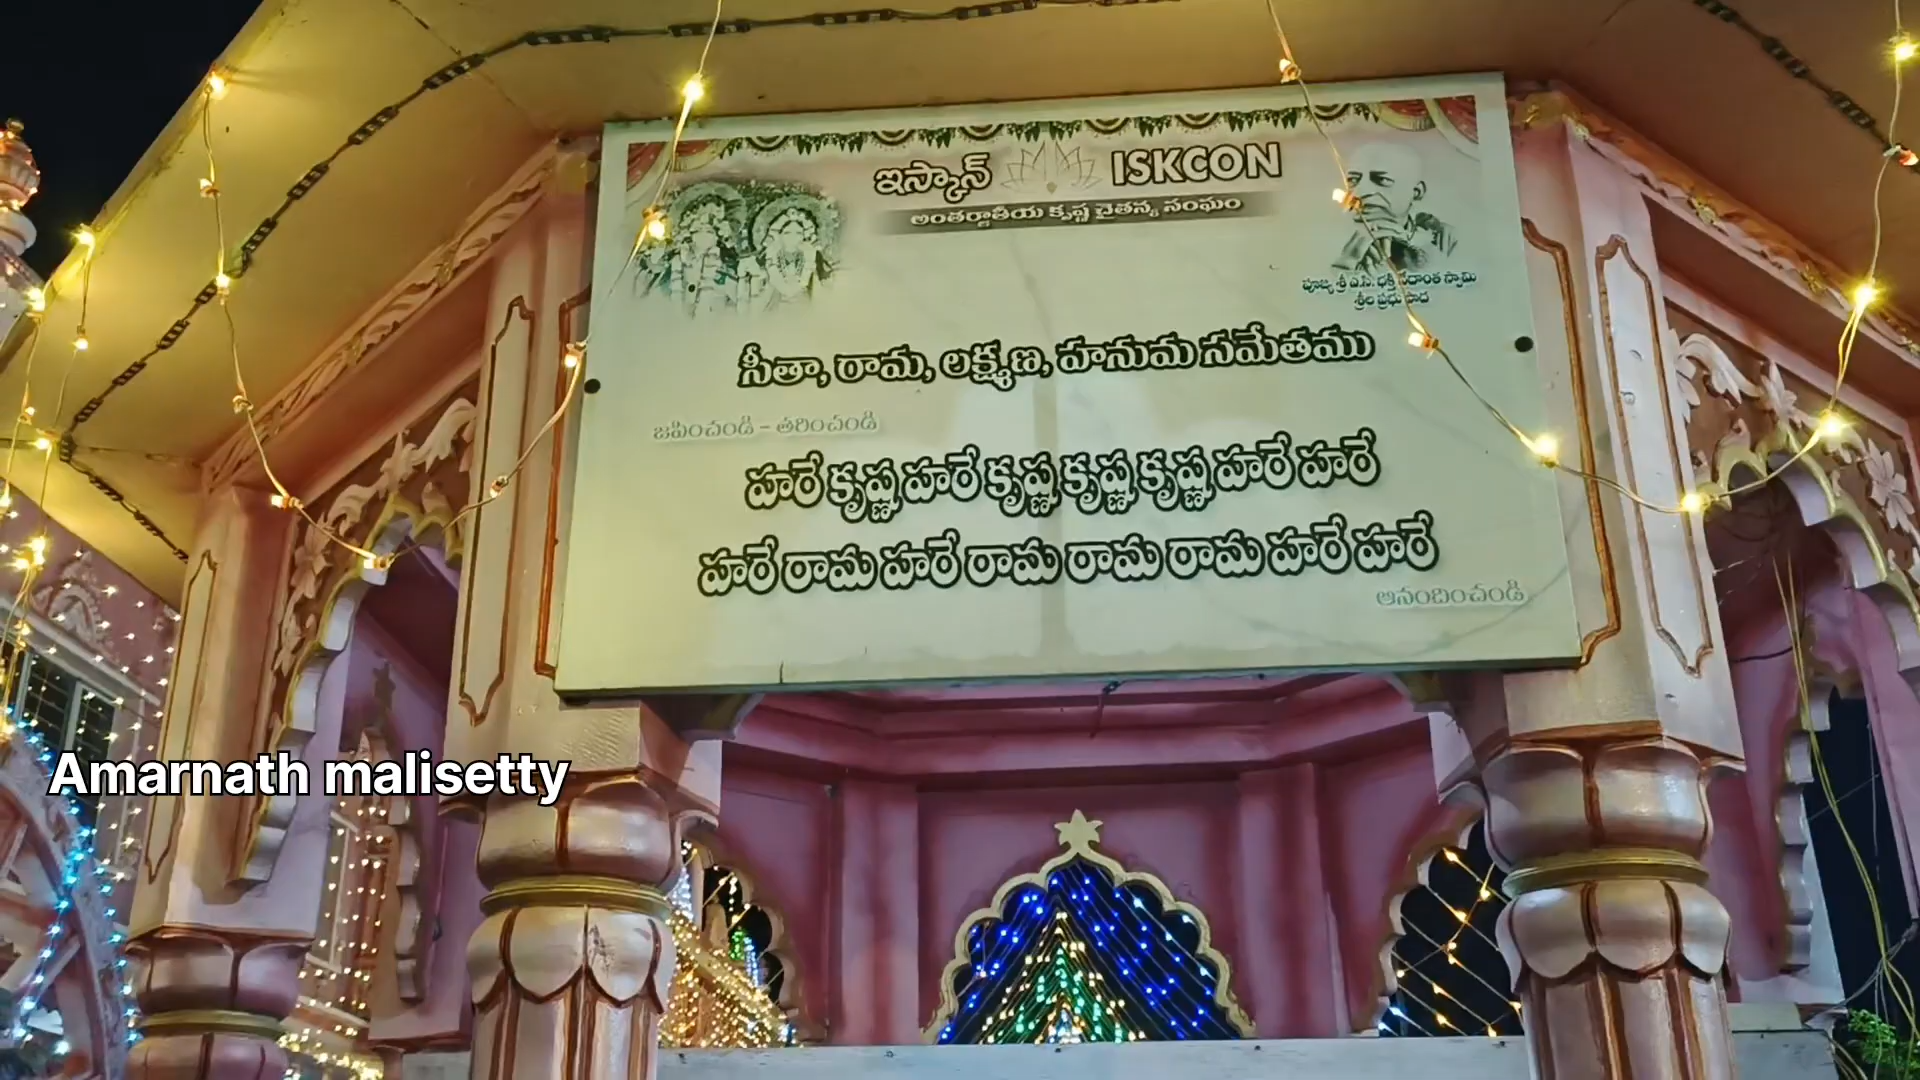 ఇస్కాన్ ISKCON
అంతర్జాతీయ కృష్ణ చైతన్య సంఘం
పూజ్య శ్రీ ఏ.సి. భక్తి వేదాంత స్వామి
శ్రీల ప్రభు పాద
సీతా, రామ, లక్ష్మణ, హనుమ సమేతము
జపించండి - తరించండి
హరే కృష్ణ హరే కృష్ణ కృష్ణ కృష్ణ హరే హరే
హరే రామ హరే రామ రామ రామ హరే హరే
ఆనందించండి
Amarnath malisetty